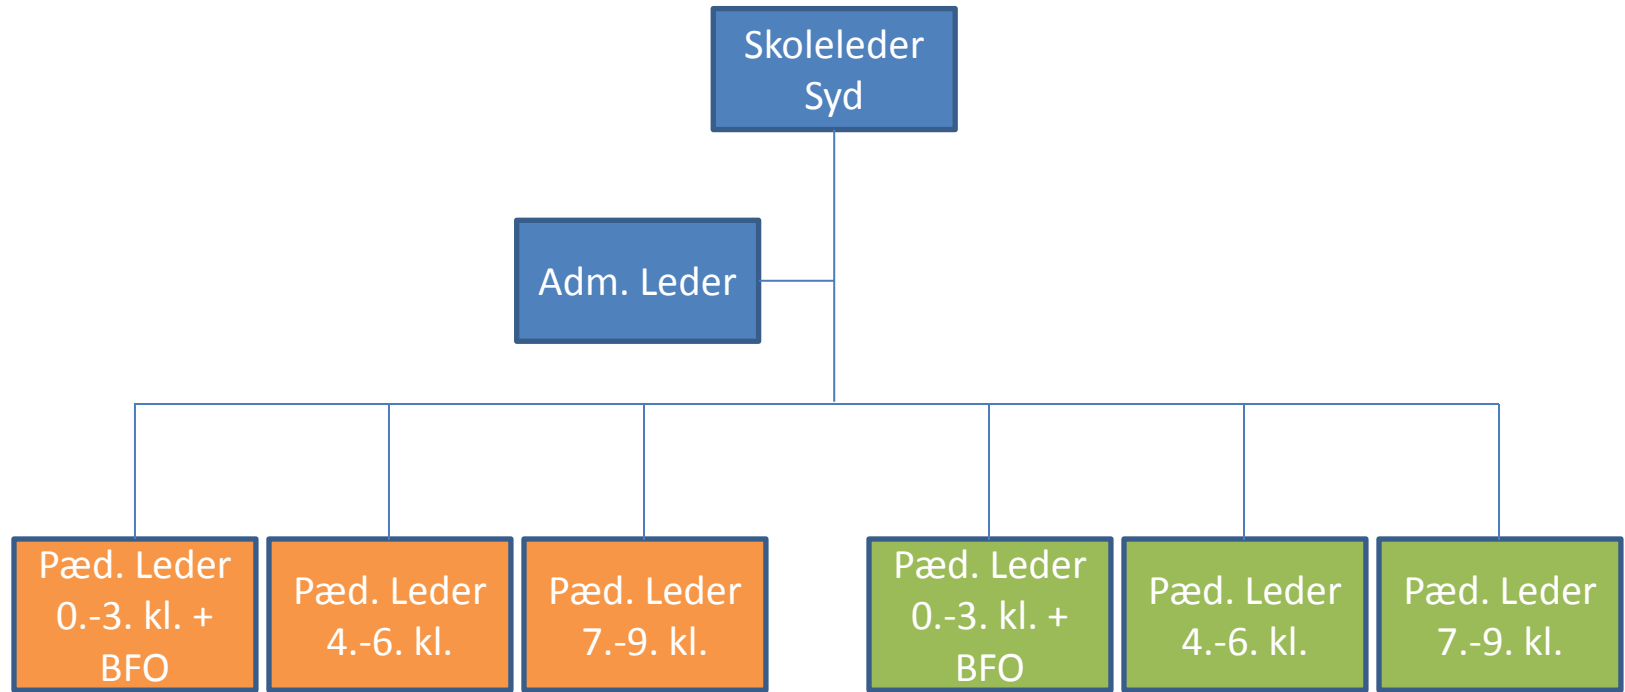 Skoleleder
Syd
Adm. Leder
Pæd. Leder
0.-3. kl. +
BFO
Pæd. Leder
4.-6. kl.
Pæd. Leder
7.-9. kl.
Pæd. Leder
0.-3. kl. +
BFO
Pæd. Leder
4.-6. kl.
Pæd. Leder
7.-9. kl.